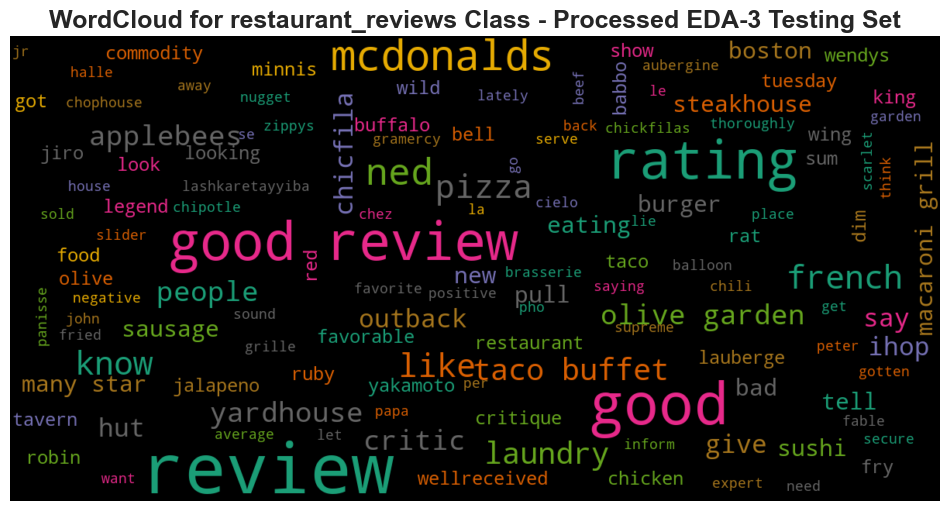 WordCloud for restaurant_reviews Class - Processed EDA-3 Testing Set
jr commodity mcdonalds show boston wendys
halle minnis aubergine tuesday
got chophouse away nugget wild lately beef babbo le steakhouse king
applebees zippys chicfila buffalo bell back chickfilas thoroughly wing garden
jiro looking se gramercy serve rating sum scarlet
look ned go
house lashkaretayyiba pizza cielo burger think
sold legend chipotle chez la eating lie place dim macaroni grill
slider good review rat
food red taco balloon french
olive new brasserie
negative people favorite positive pull saying chili
panisse john sound pho olive garden get say
fried sausage outback supreme
favorable restaurant
know grille like lauberge peter ihop
many star jalapeno ruby yakamoto per taco buffet bad gotten
tavern yardhouse papa critique good tell fable
hut average let critic inform give secure
robin laundry sushi
want review wellreceived chicken expert need fry